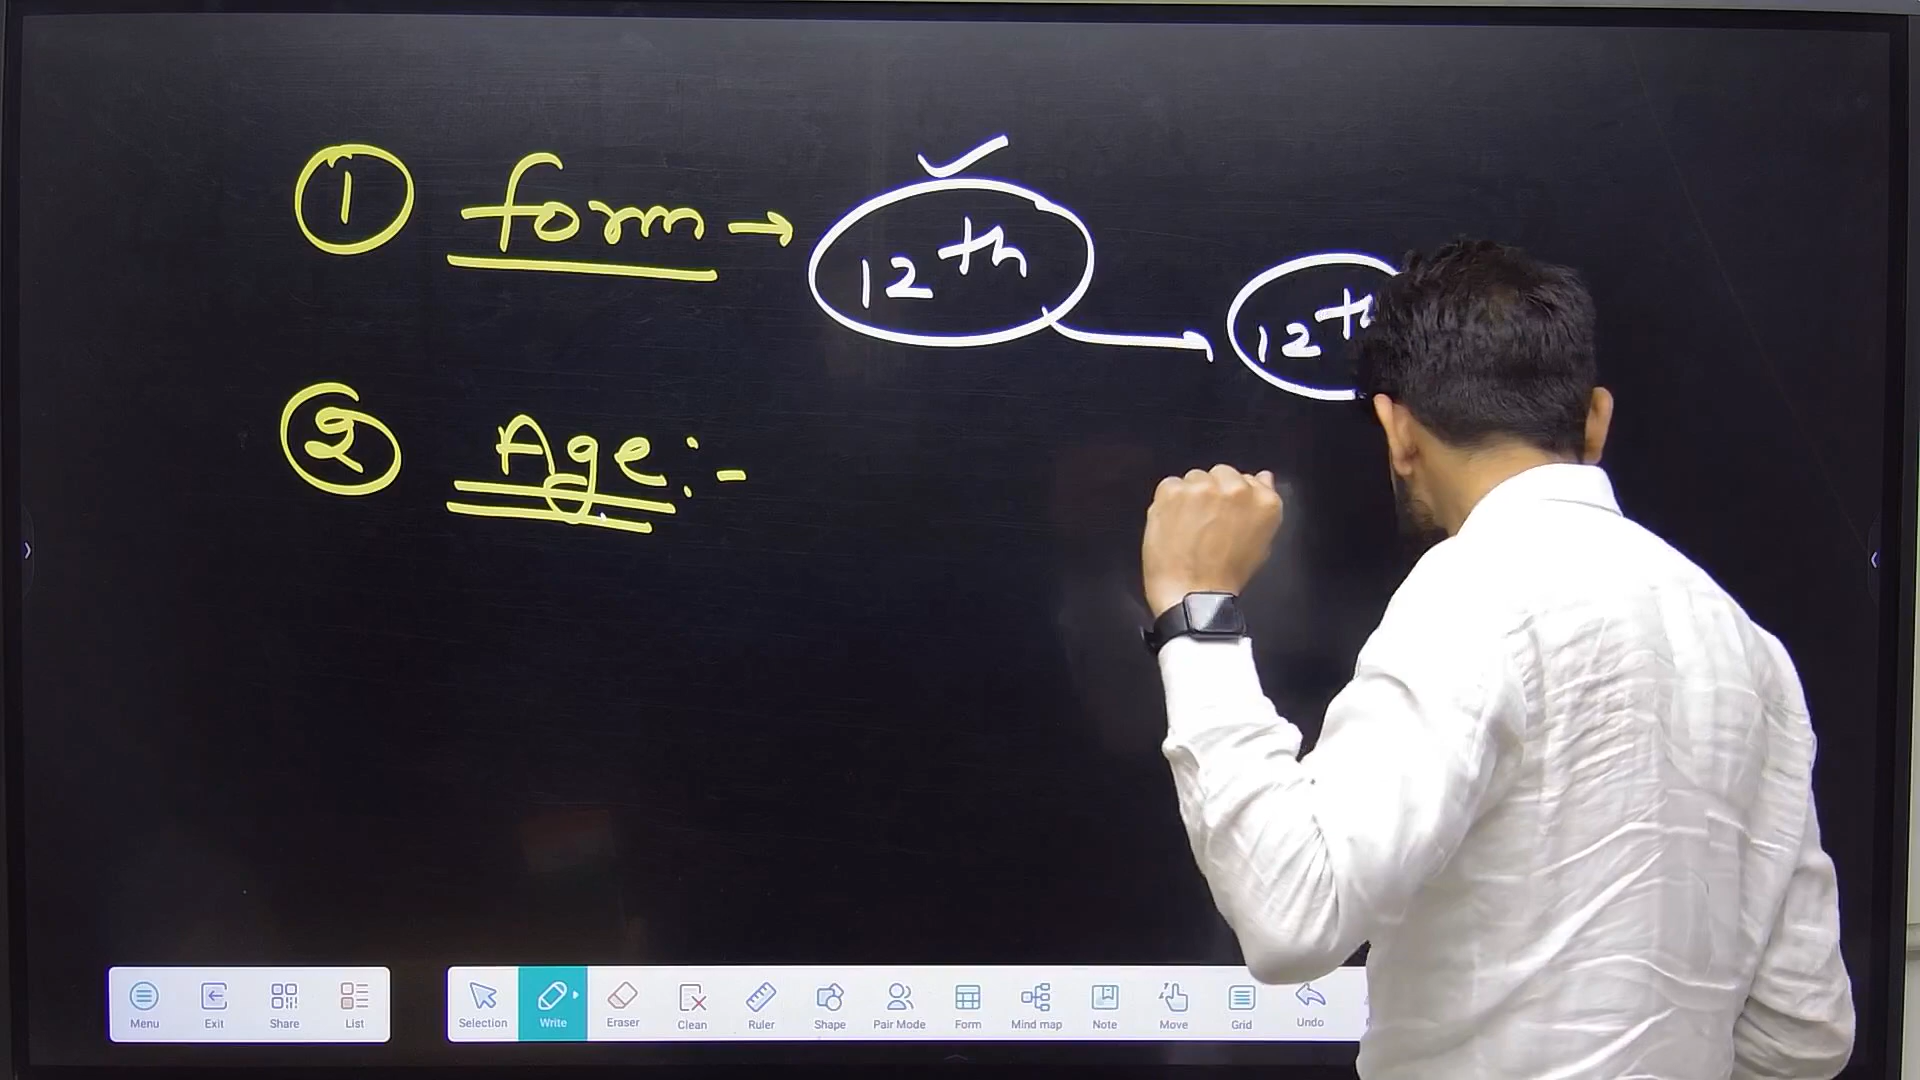 ① form → 12th
12th
② Age :-
Menu Exit Share List Selection Write Eraser Clean Ruler Shape Pair Mode Form Mind map Note Move Grid Undo